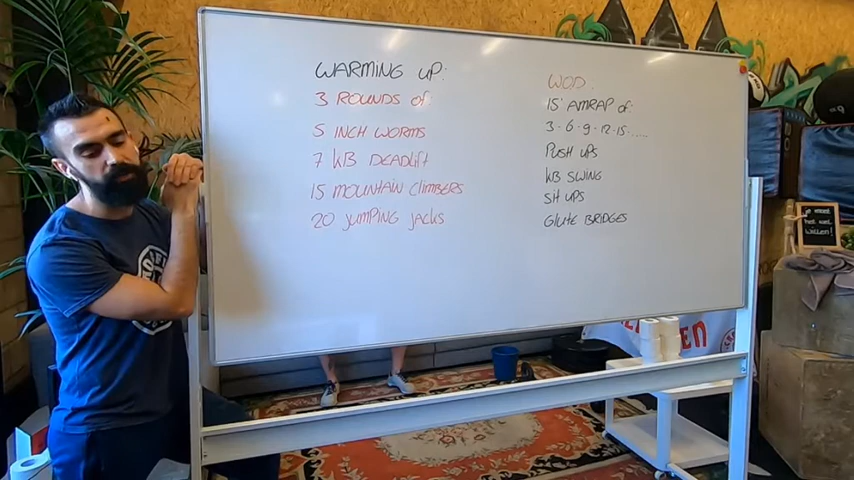 WARMING UP:
3 ROUNDS OF
5 INCH WORMS
7 KB DEADLIFT
15 MOUNTAIN CLIMBERS
20 JUMPING JACKS
WOD.
15' AMRAP OF:
3-6-9-12-15......
PUSH UPS
KB SWING
SIT UPS
GLUTE BRIDGES